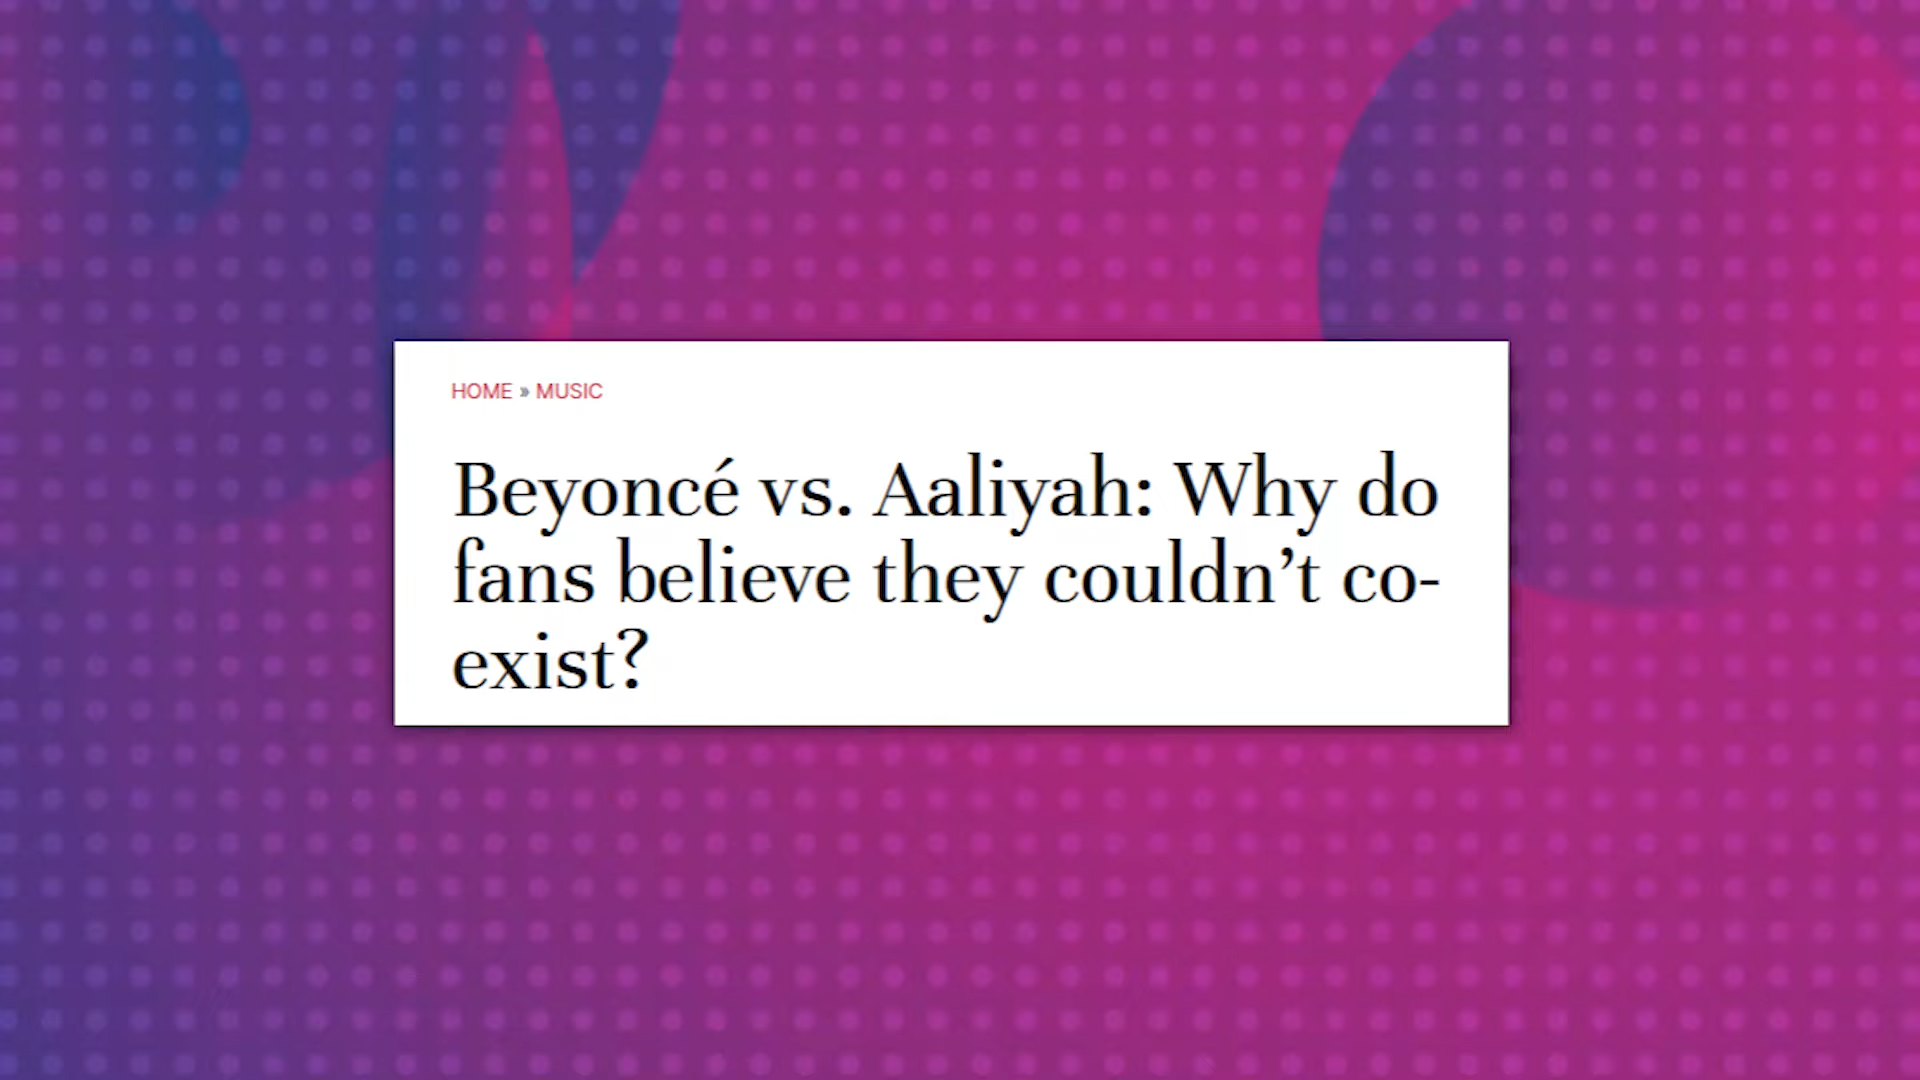 HOME » MUSIC
Beyoncé vs. Aaliyah: Why do
fans believe they couldn’t co-
exist?